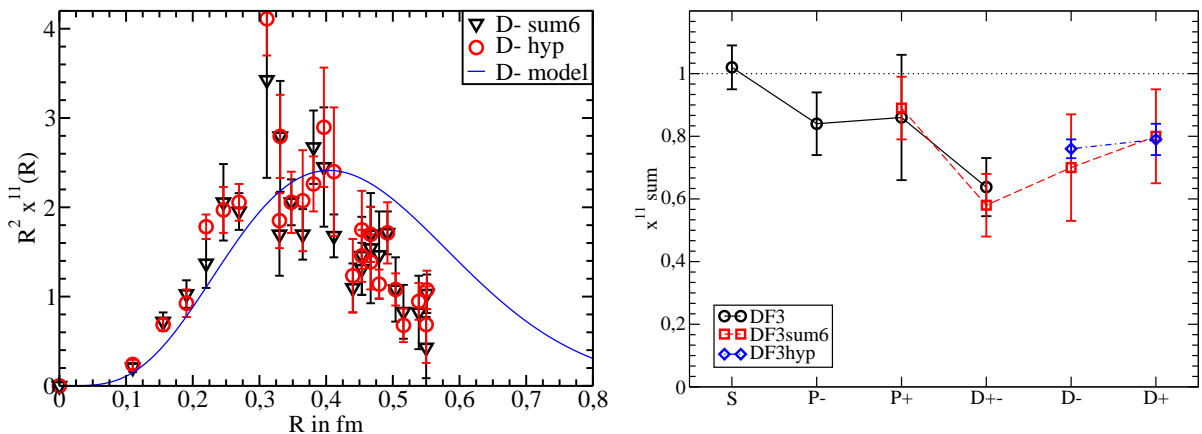 4
3
2
1
0
R² x¹¹ (R)
D- sum6
D- hyp
D- model
0 0,1 0,2 0,3 0,4 0,5 0,6 0,7 0,8
R in fm
1
0,8
0,6
0,4
0,2
0
x¹¹ sum
DF3
DF3sum6
DF3hyp
S P- P+ D+- D- D+